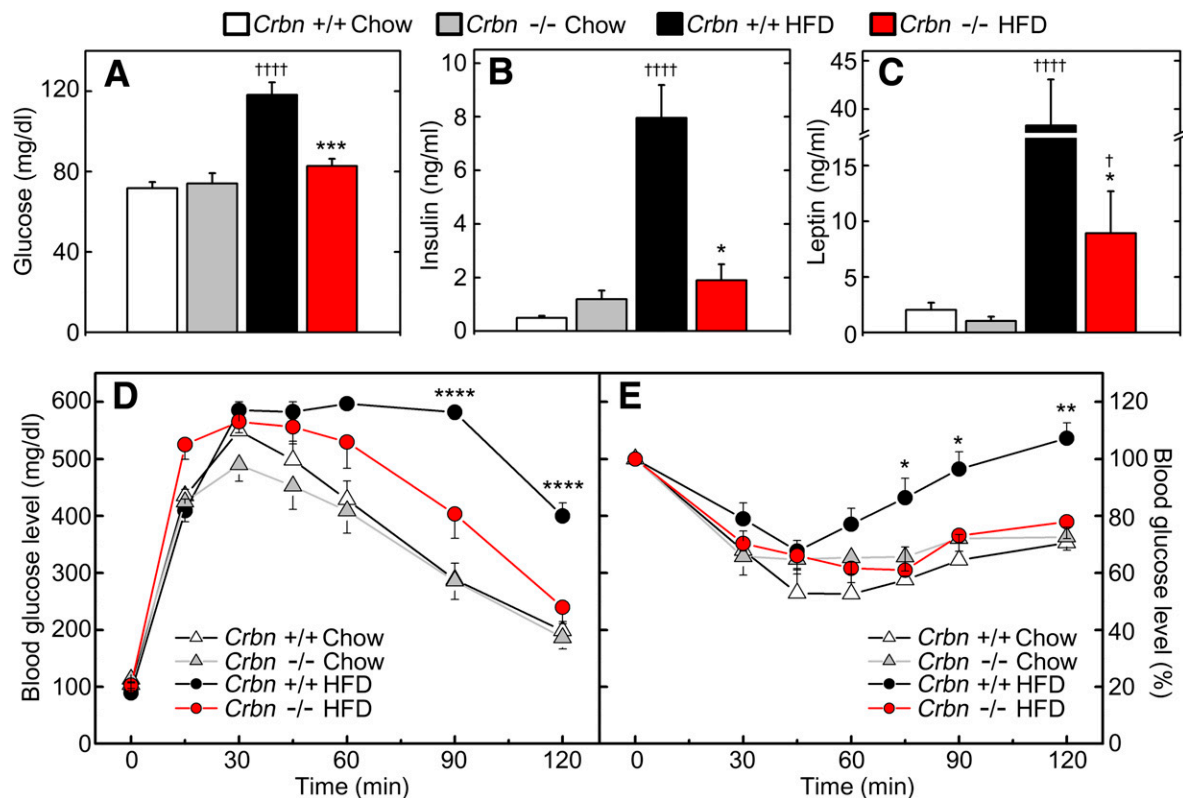 Crbn +/+ Chow Crbn -/- Chow Crbn +/+ HFD Crbn -/- HFD
A
Glucose (mg/dl)
120
80
40
0
††††
***
B
Insulin (ng/ml)
10
8
6
4
2
0
††††
*
C
Leptin (ng/ml)
45
40
15
10
5
0
††††
†
*
D
Blood glucose level (mg/dl)
600
500
400
300
200
100
0
****
****
Crbn +/+ Chow
Crbn -/- Chow
Crbn +/+ HFD
Crbn -/- HFD
0 30 60 90 120
Time (min)
E
*
*
**
Crbn +/+ Chow
Crbn -/- Chow
Crbn +/+ HFD
Crbn -/- HFD
120
100
80
60
40
20
0
Blood glucose level (%)
0 30 60 90 120
Time (min)